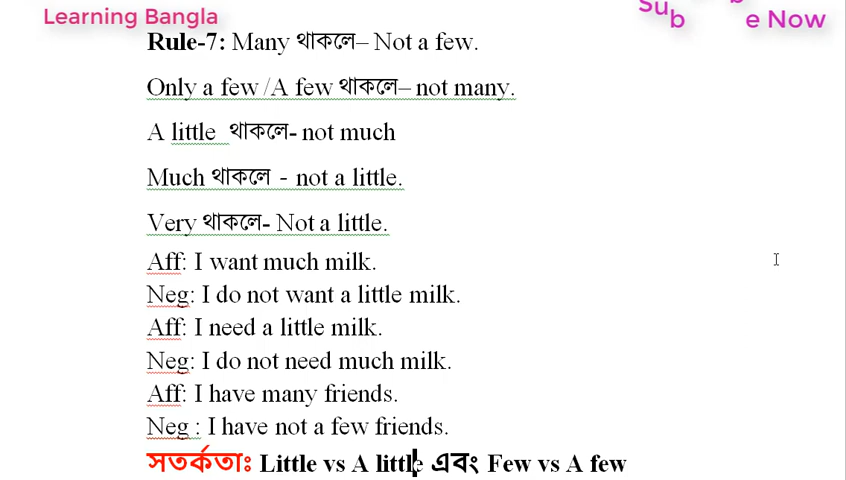 Learning Bangla
Sub e Now
Rule-7: Many থাকলে– Not a few.
Only a few /A few থাকলে– not many.
A little থাকলে- not much
Much থাকলে - not a little.
Very থাকলে- Not a little.
Aff: I want much milk.
Neg: I do not want a little milk.
Aff: I need a little milk.
Neg: I do not need much milk.
Aff: I have many friends.
Neg : I have not a few friends.
সতর্কতাঃ Little vs A little এবং Few vs A few